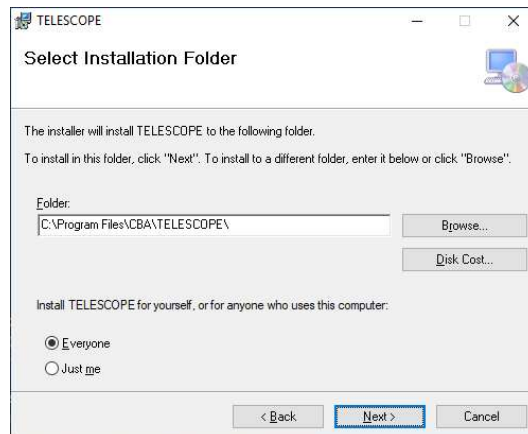 TELESCOPE
Select Installation Folder
The installer will install TELESCOPE to the following folder.
To install in this folder, click "Next". To install to a different folder, enter it below or click "Browse".
Folder:
C:\Program Files\CBA\TELESCOPE\
Browse...
Disk Cost...
Install TELESCOPE for yourself, or for anyone who uses this computer:
Everyone
Just me
< Back Next > Cancel